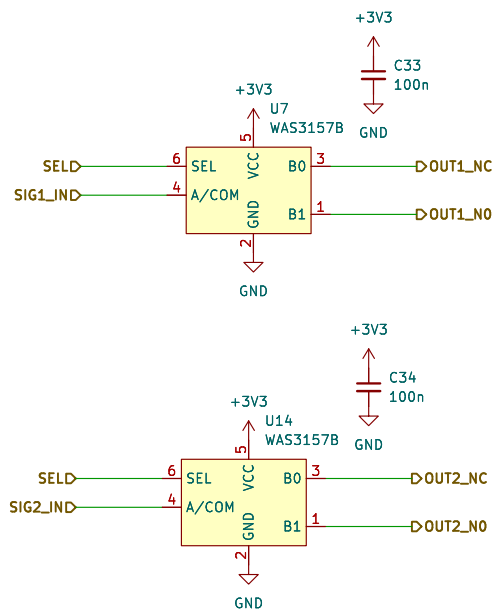 +3V3
C33
100n
GND
+3V3
U7
WAS3157B
5
SEL
6
SEL
VCC
B0
3
OUT1_NC
SIG1_IN
4
A/COM
GND
B1
1
OUT1_NO
2
GND
+3V3
C34
100n
GND
+3V3
U14
WAS3157B
5
SEL
6
SEL
VCC
B0
3
OUT2_NC
SIG2_IN
4
A/COM
GND
B1
1
OUT2_NO
2
GND